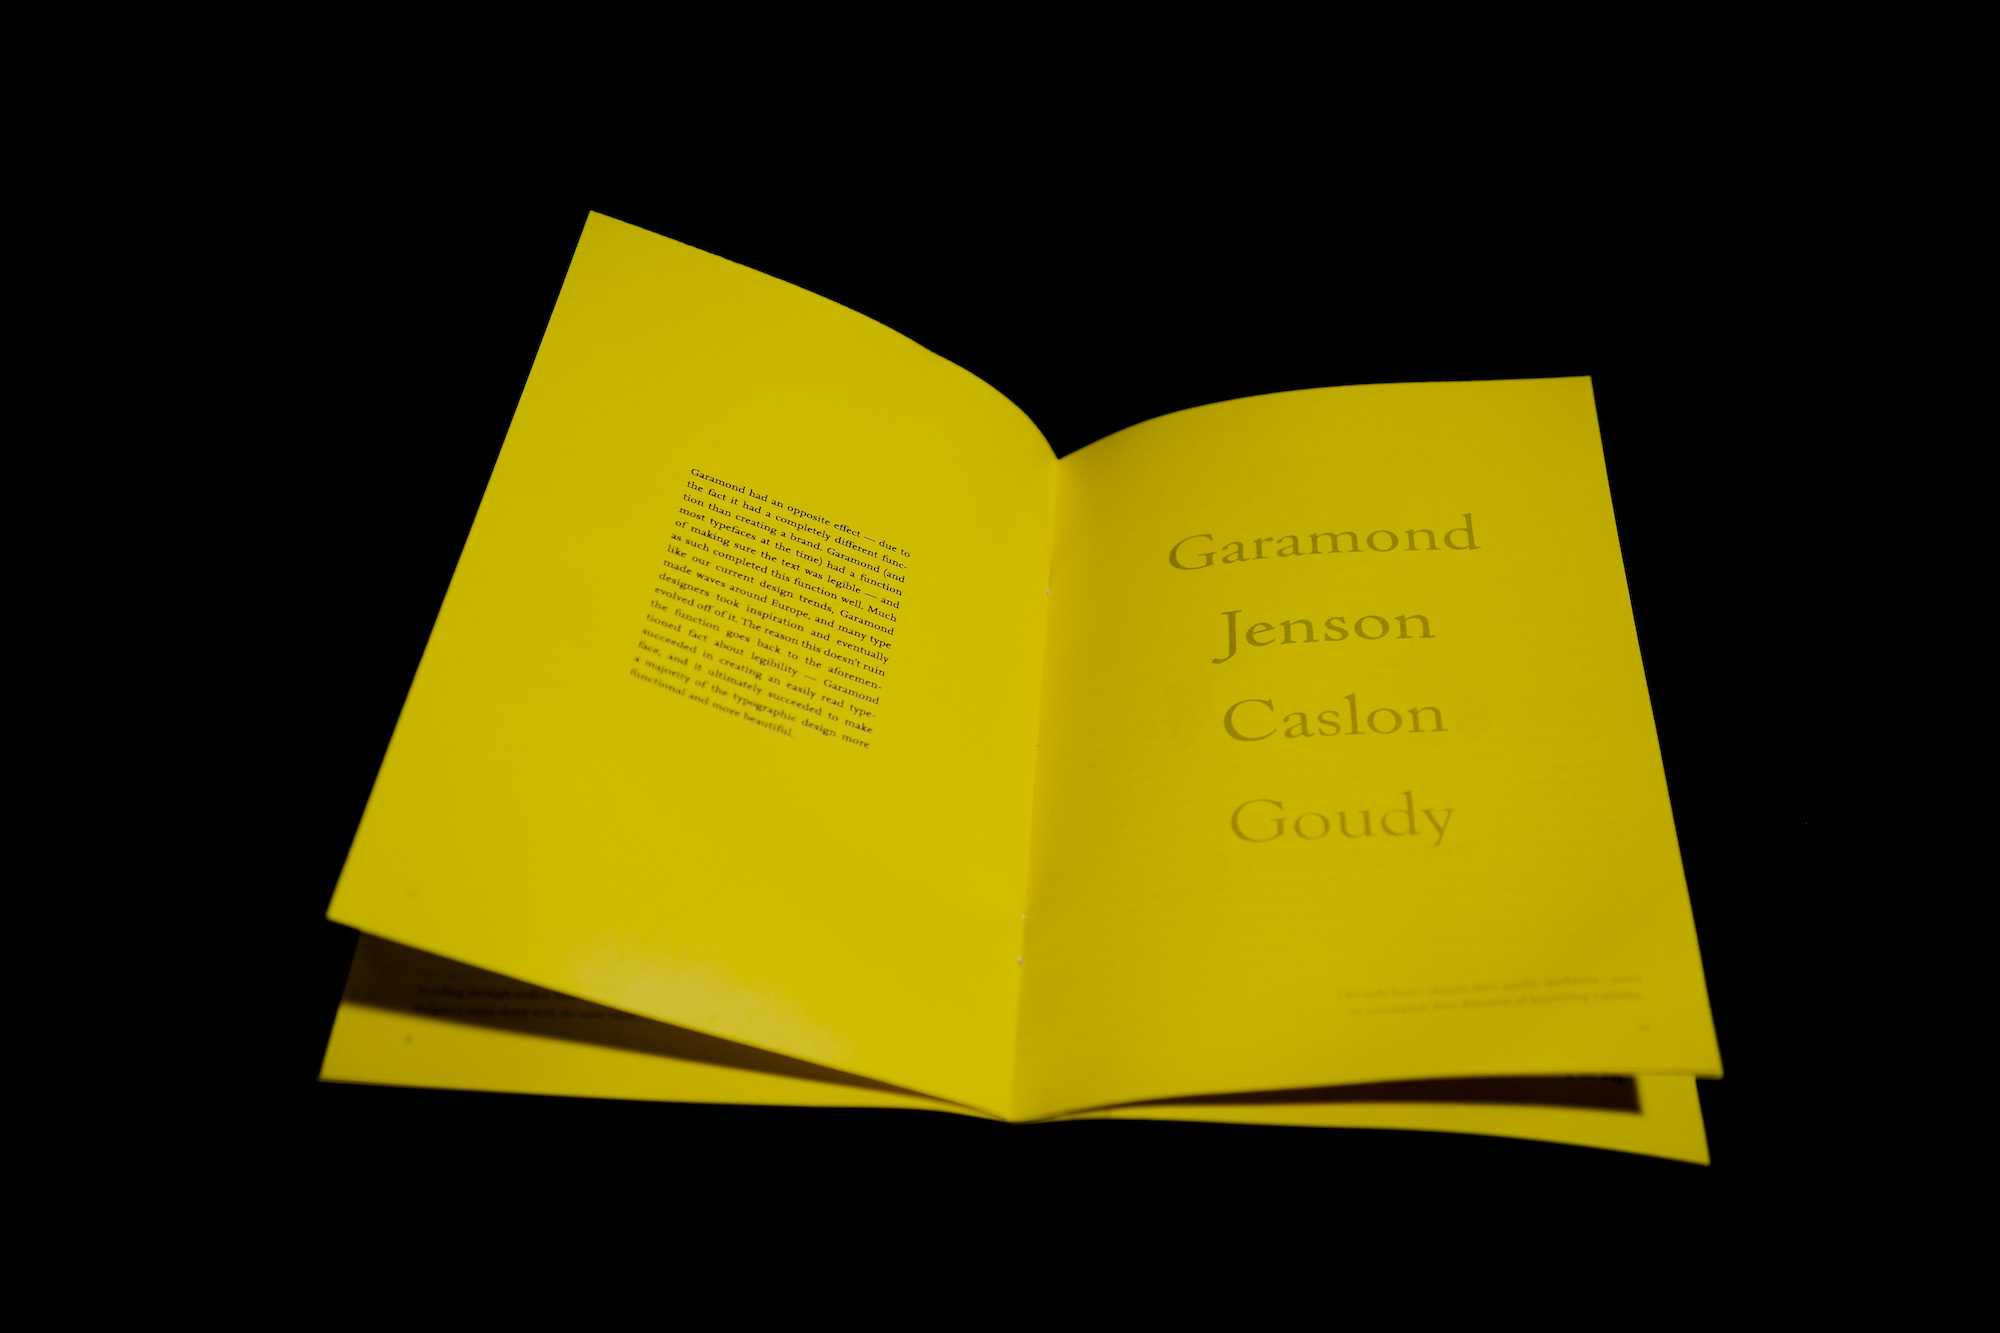 Garamond had an opposite effect — due to
the fact it had a completely different func-
tion than creating a brand. Garamond (and
most typefaces at the time) had a function
of making sure the text was legible — and
as such completed this function well. Much
like our current design trends, Garamond
made waves around Europe, and many type
designers took inspiration and eventually
evolved off of it. The reason this doesn't ruin
the function goes back to the aforemen-
tioned fact about legibility — Garamond
succeeded in creating an easily read type-
face, and it ultimately succeeded to make
a majority of the typographic design more
functional and more beautiful.
Garamond
Jenson
Caslon
Goudy